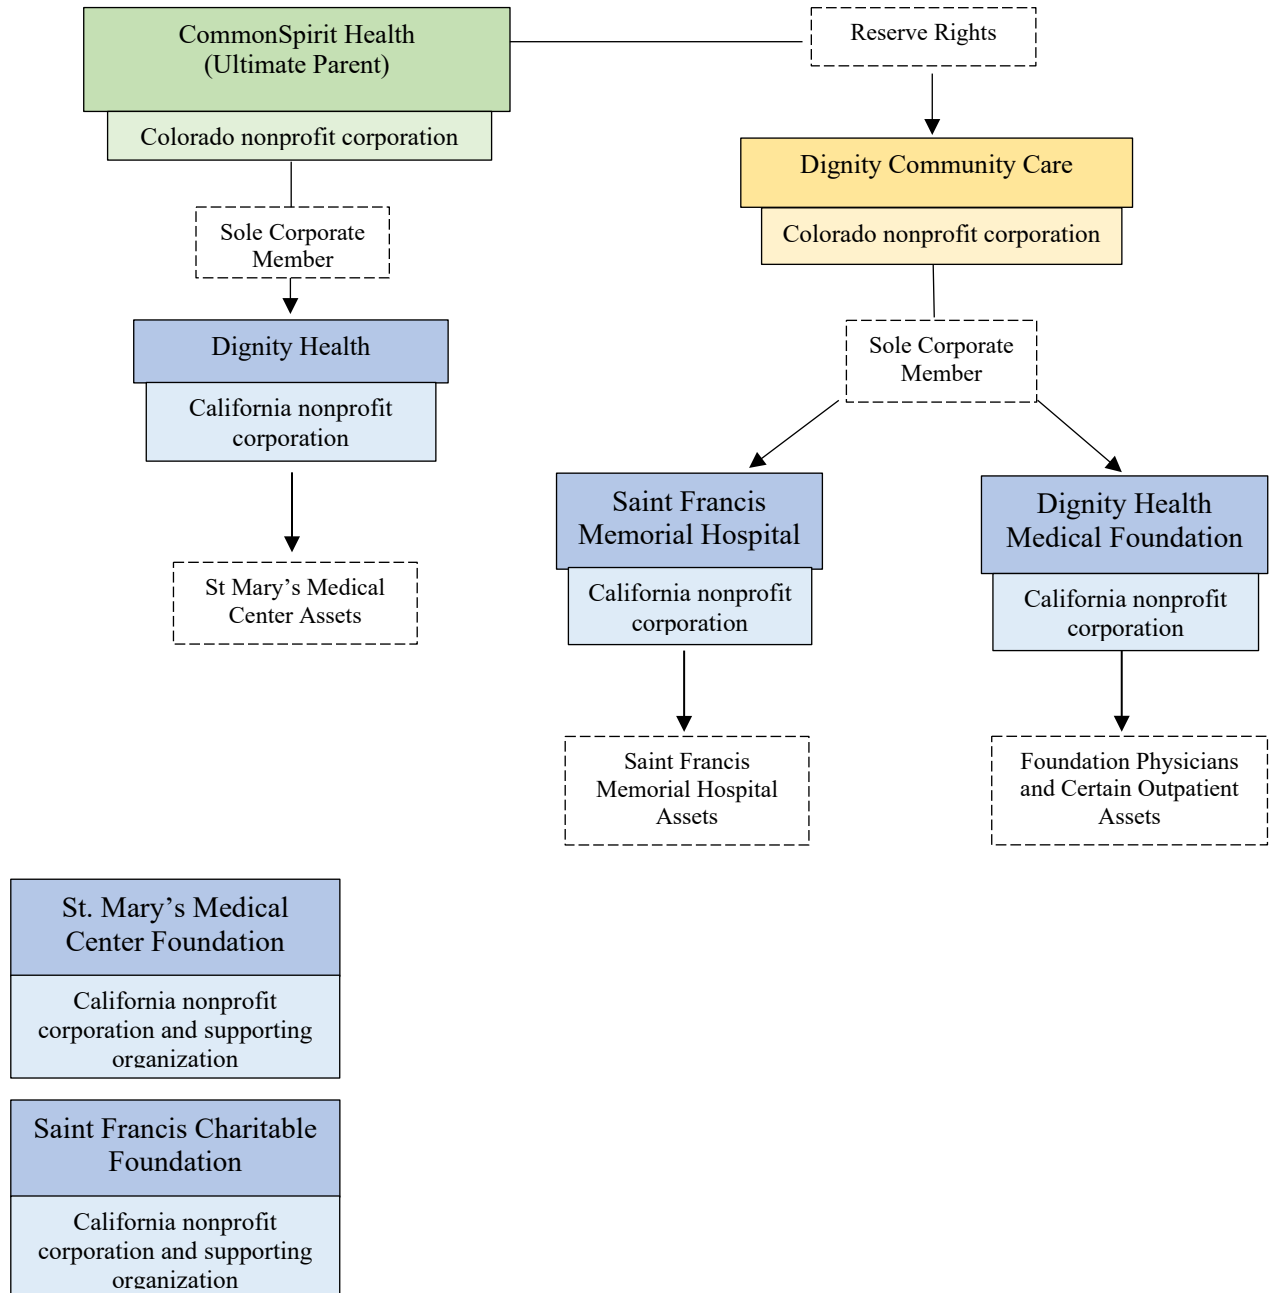 CommonSpirit Health
(Ultimate Parent)
Colorado nonprofit corporation
Reserve Rights
Dignity Community Care
Colorado nonprofit corporation
Sole Corporate
Member
Dignity Health
California nonprofit
corporation
St Mary’s Medical
Center Assets
Sole Corporate
Member
Saint Francis
Memorial Hospital
California nonprofit
corporation
Saint Francis
Memorial Hospital
Assets
Dignity Health
Medical Foundation
California nonprofit
corporation
Foundation Physicians
and Certain Outpatient
Assets
St. Mary’s Medical
Center Foundation
California nonprofit
corporation and supporting
organization
Saint Francis Charitable
Foundation
California nonprofit
corporation and supporting
organization